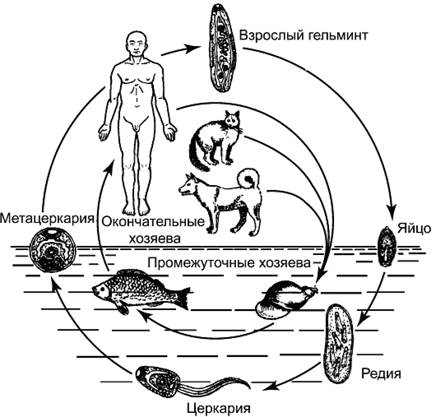 Взрослый гельминт
Метацеркария
Окончательные
хозяева
Яйцо
Промежуточные хозяева
Редия
Церкария